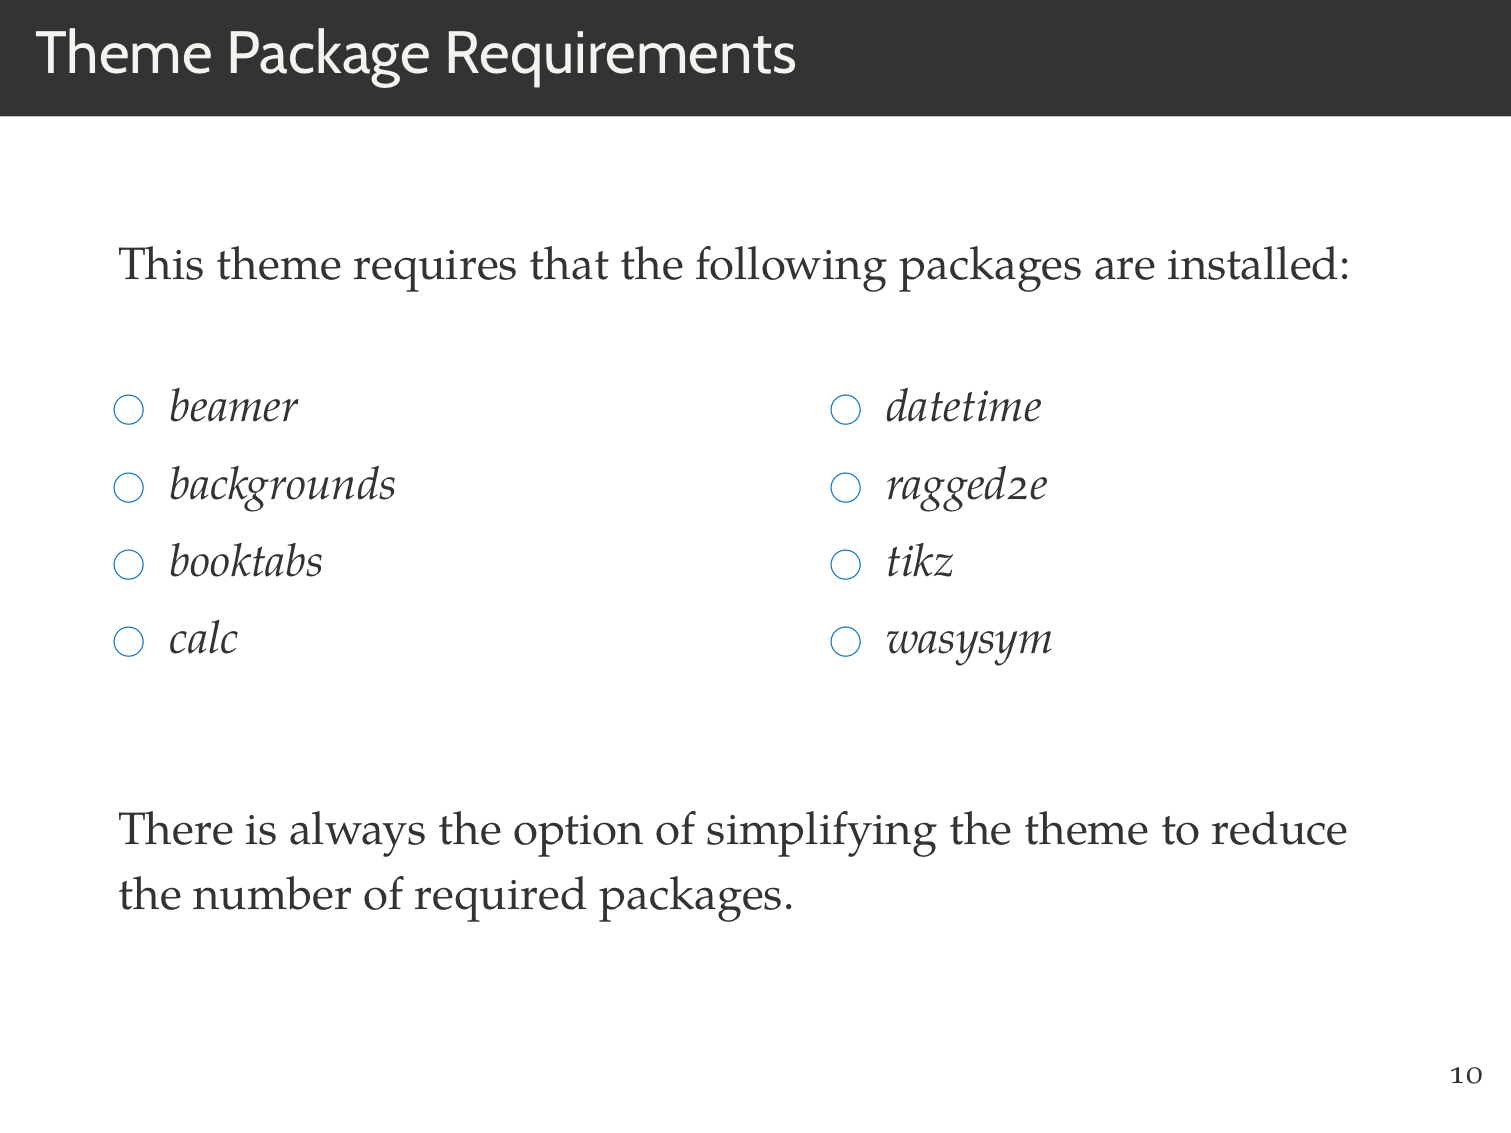 Theme Package Requirements
This theme requires that the following packages are installed:
beamer
backgrounds
booktabs
calc
datetime
ragged2e
tikz
wasysym
There is always the option of simplifying the theme to reduce
the number of required packages.
10